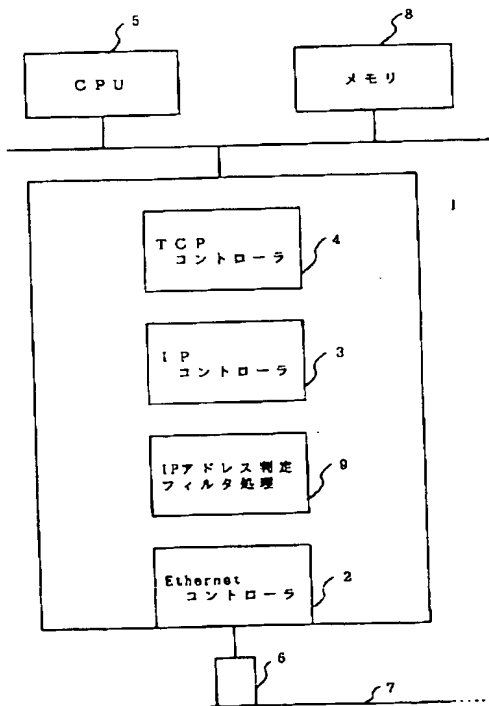 5
8
CPU
メモリ
1
TCP
コントローラ
4
IP
コントローラ
3
IPアドレス判定
フィルタ処理
9
Ethernet
コントローラ
2
6
7